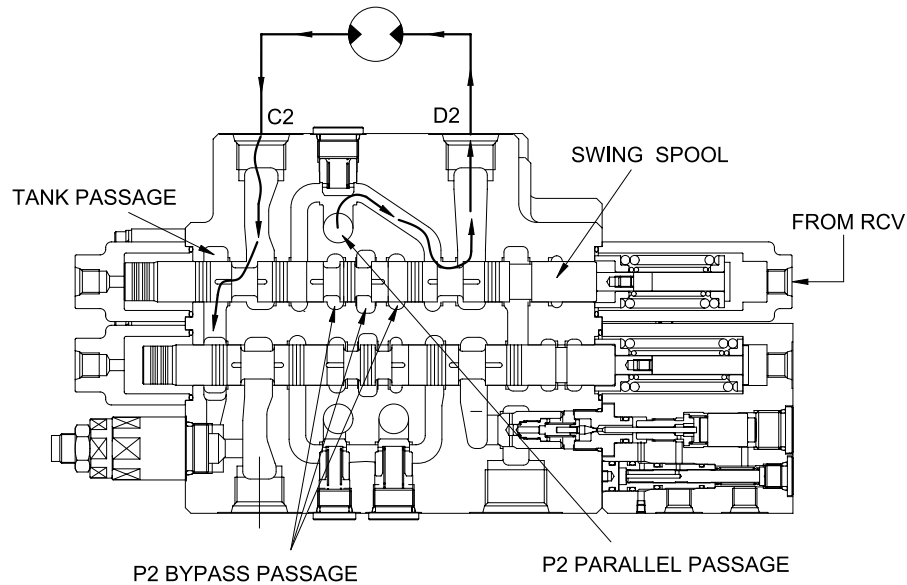 C2
D2
SWING SPOOL
TANK PASSAGE
FROM RCV
P2 PARALLEL PASSAGE
P2 BYPASS PASSAGE